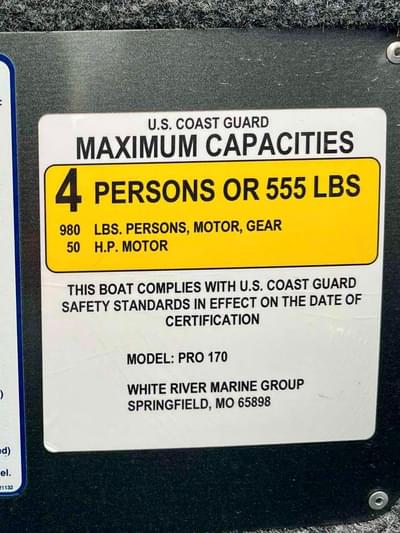 U.S. COAST GUARD
MAXIMUM CAPACITIES
4 PERSONS OR 555 LBS
980 LBS. PERSONS, MOTOR, GEAR
50 H.P. MOTOR
THIS BOAT COMPLIES WITH U.S. COAST GUARD
SAFETY STANDARDS IN EFFECT ON THE DATE OF
CERTIFICATION
MODEL: PRO 170
WHITE RIVER MARINE GROUP
SPRINGFIELD, MO 65898